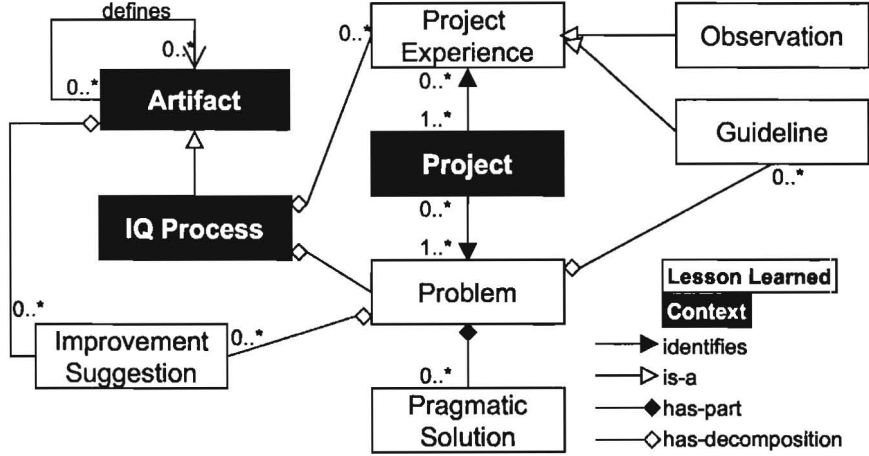 defines
0..*
0..*
Artifact
IQ Process
0..*
Project
Experience
0..*
1..*
Project
0..*
1..*
Problem
0..*
Pragmatic
Solution
0..*
0..*
Improvement
Suggestion
Observation
Guideline
0..*
Lesson Learned
Context
identifies
is-a
has-part
has-decomposition